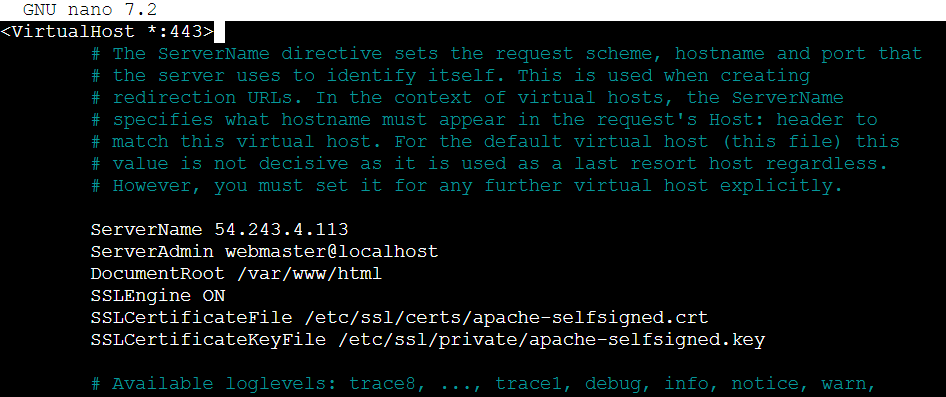 GNU nano 7.2
<VirtualHost *:443>
# The ServerName directive sets the request scheme, hostname and port that
# the server uses to identify itself. This is used when creating
# redirection URLs. In the context of virtual hosts, the ServerName
# specifies what hostname must appear in the request's Host: header to
# match this virtual host. For the default virtual host (this file) this
# value is not decisive as it is used as a last resort host regardless.
# However, you must set it for any further virtual host explicitly.
ServerName 54.243.4.113
ServerAdmin webmaster@localhost
DocumentRoot /var/www/html
SSLEngine ON
SSLCertificateFile /etc/ssl/certs/apache-selfsigned.crt
SSLCertificateKeyFile /etc/ssl/private/apache-selfsigned.key
# Available loglevels: trace8, ..., trace1, debug, info, notice, warn,